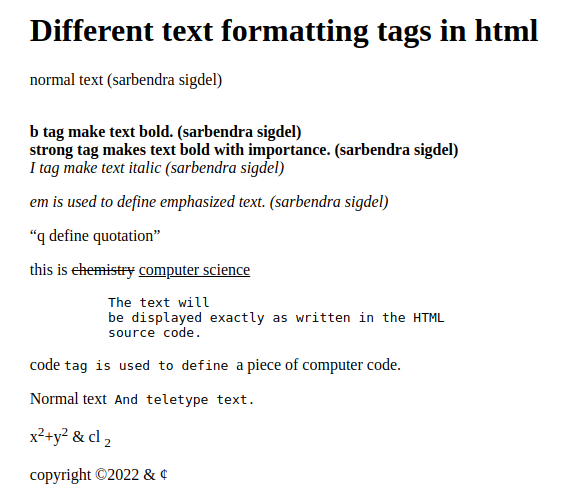 Different text formatting tags in html
normal text (sarbendra sigdel)
b tag make text bold. (sarbendra sigdel)
strong tag makes text bold with importance. (sarbendra sigdel)
I tag make text italic (sarbendra sigdel)
em is used to define emphasized text. (sarbendra sigdel)
“q define quotation”
this is chemistry computer science
The text will
be displayed exactly as written in the HTML
source code.
code tag is used to define a piece of computer code.
Normal text And teletype text.
x²+y² & cl ₂
copyright ©2022 & ¢